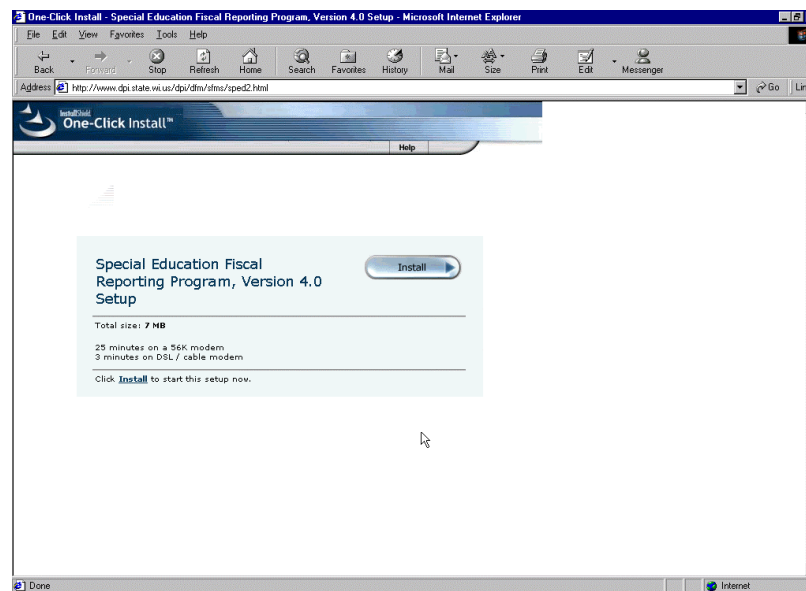 One-Click Install - Special Education Fiscal Reporting Program, Version 4.0 Setup - Microsoft Internet Explorer
File Edit View Favorites Tools Help
Back Forward Stop Refresh Home Search Favorites History Mail Size Print Edit Messenger
Address http://www.dpi.state.wi.us/dpi/dfm/sfms/sped2.html Go Lin
InstallShield
One-Click Install™
Help
Special Education Fiscal
Reporting Program, Version 4.0
Setup
Install
Total size: 7 MB
25 minutes on a 56K modem
3 minutes on DSL / cable modem
Click Install to start this setup now.
Done Internet